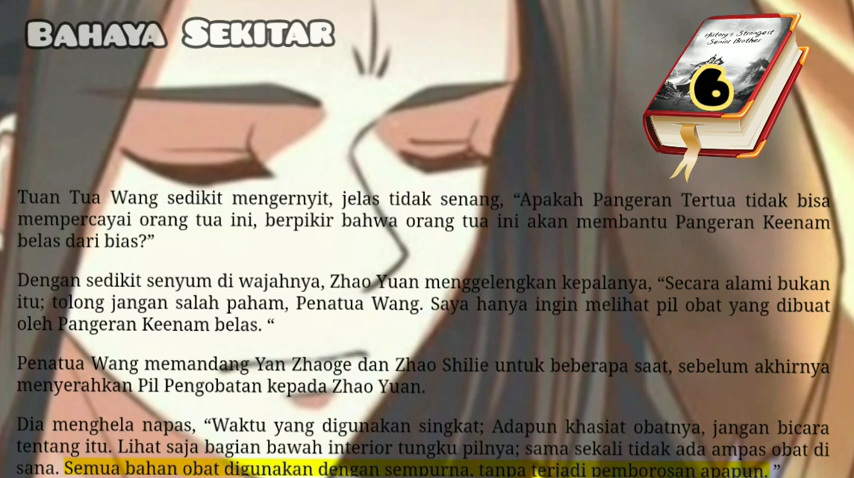 BAHAYA SEKITAR
History's Strongest
Senior Brother
6
Tuan Tua Wang sedikit mengernyit, jelas tidak senang, “Apakah Pangeran Tertua tidak bisa
mempercayai orang tua ini, berpikir bahwa orang tua ini akan membantu Pangeran Keenam
belas dari bias?”
Dengan sedikit senyum di wajahnya, Zhao Yuan menggelengkan kepalanya, “Secara alami bukan
itu; tolong jangan salah paham, Penatua Wang. Saya hanya ingin melihat pil obat yang dibuat
oleh Pangeran Keenam belas. “
Penatua Wang memandang Yan Zhaoge dan Zhao Shilie untuk beberapa saat, sebelum akhirnya
menyerahkan Pil Pengobatan kepada Zhao Yuan.
Dia menghela napas, “Waktu yang digunakan singkat; Adapun khasiat obatnya, jangan bicara
tentang itu. Lihat saja bagian bawah interior tungku pilnya; sama sekali tidak ada ampas obat di
sana. Semua bahan obat digunakan dengan sempurna, tanpa terjadi pemborosan apapun. ”